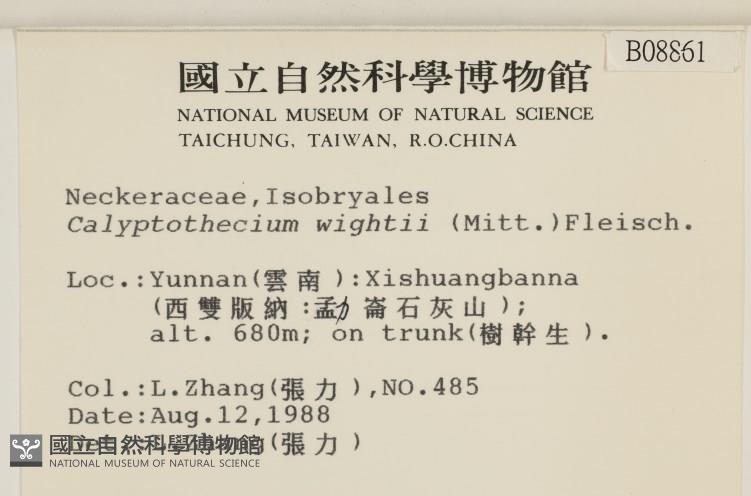 B08861
國立自然科學博物館
NATIONAL MUSEUM OF NATURAL SCIENCE
TAICHUNG, TAIWAN, R.O.CHINA
Neckeraceae,Isobryales
Calyptothecium wightii (Mitt.)Fleisch.
Loc.:Yunnan(雲南):Xishuangbanna
(西雙版納:勐崙石灰山);
alt. 680m; on trunk(樹幹生).
Col.:L.Zhang(張力),NO.485
Date:Aug.12,1988
(張力)
國立自然科學博物館
NATIONAL MUSEUM OF NATURAL SCIENCE